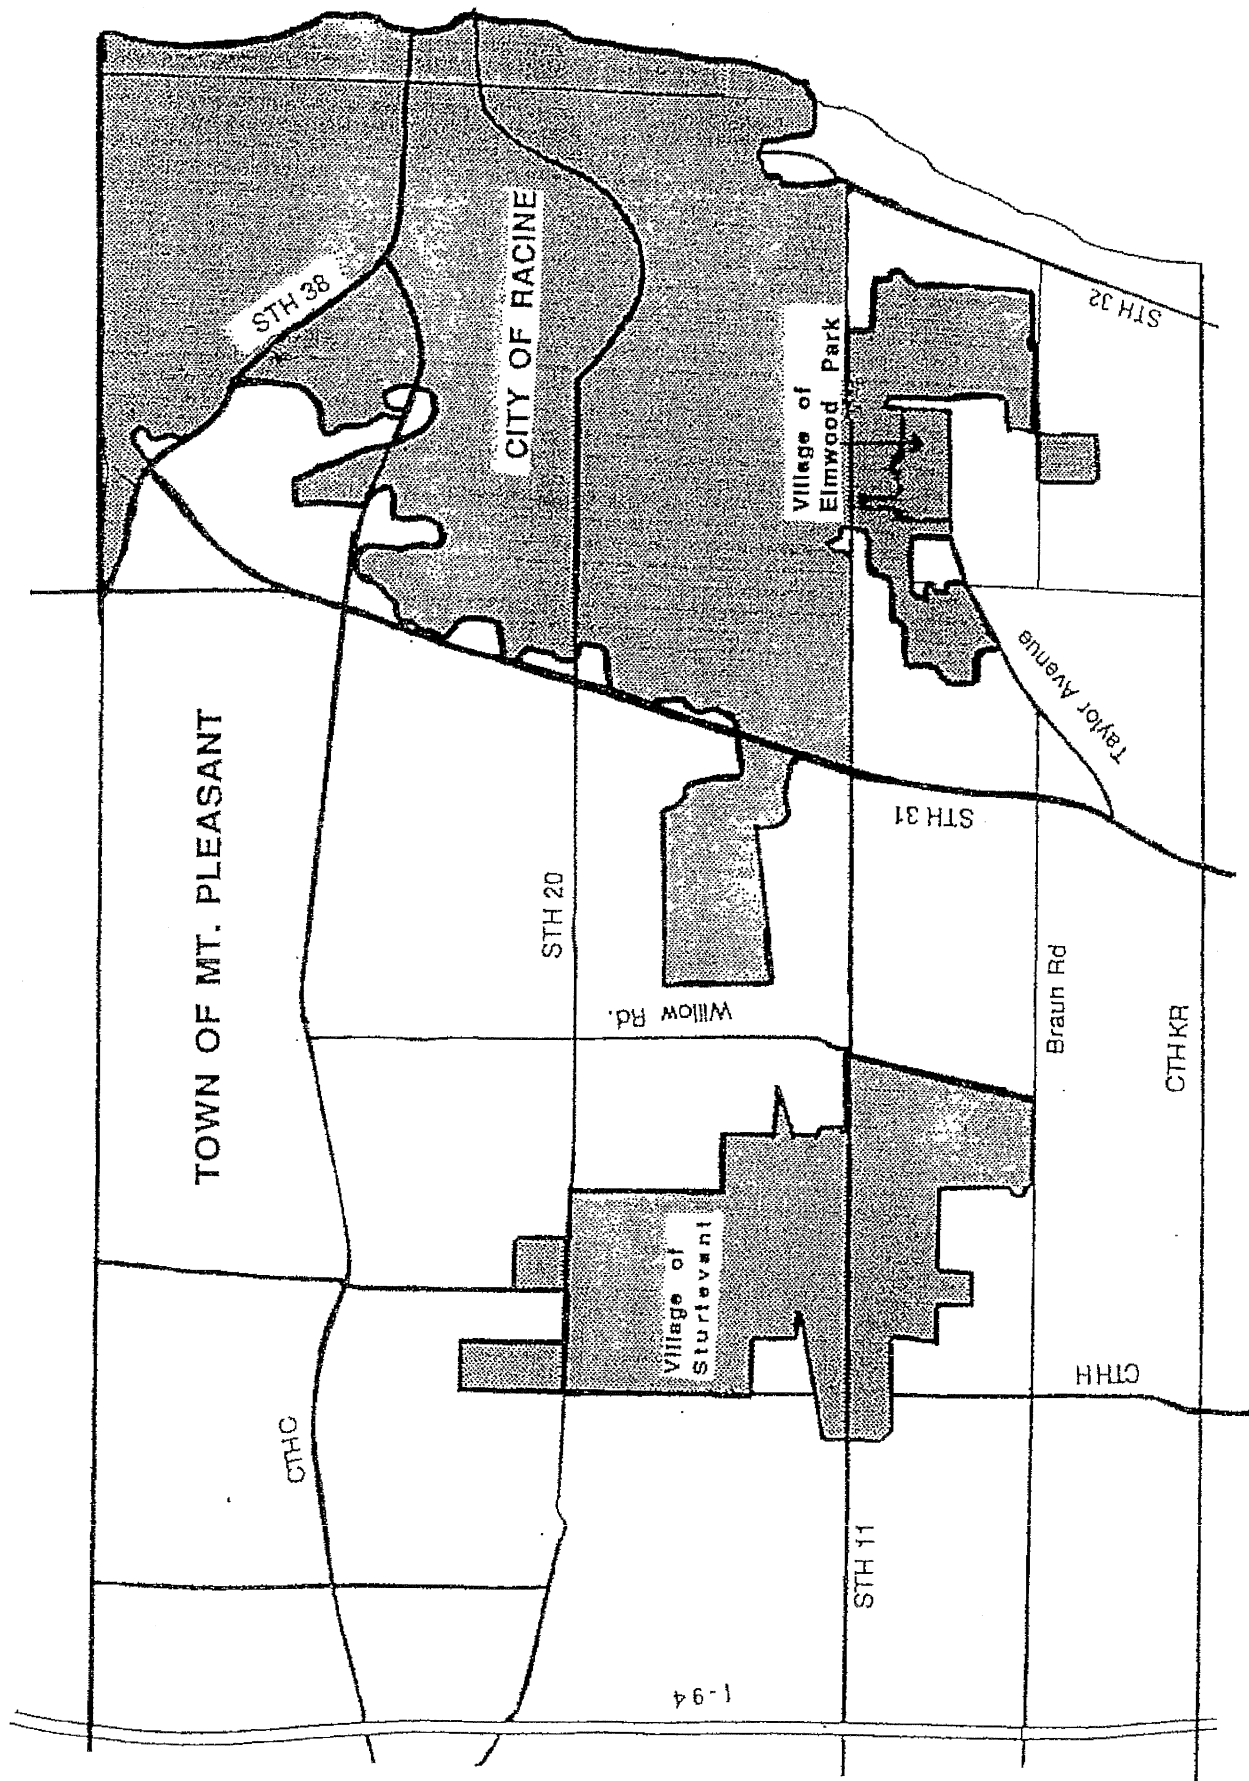 TOWN OF MT. PLEASANT
CITY OF RACINE
STH 38
CTH C
STH 20
Willow Rd.
Village of
Sturtevant
Village of
Elmwood Park
I-94
STH 11
STH 31
STH 32
Taylor Avenue
Braun Rd
CTH H
CTH KR